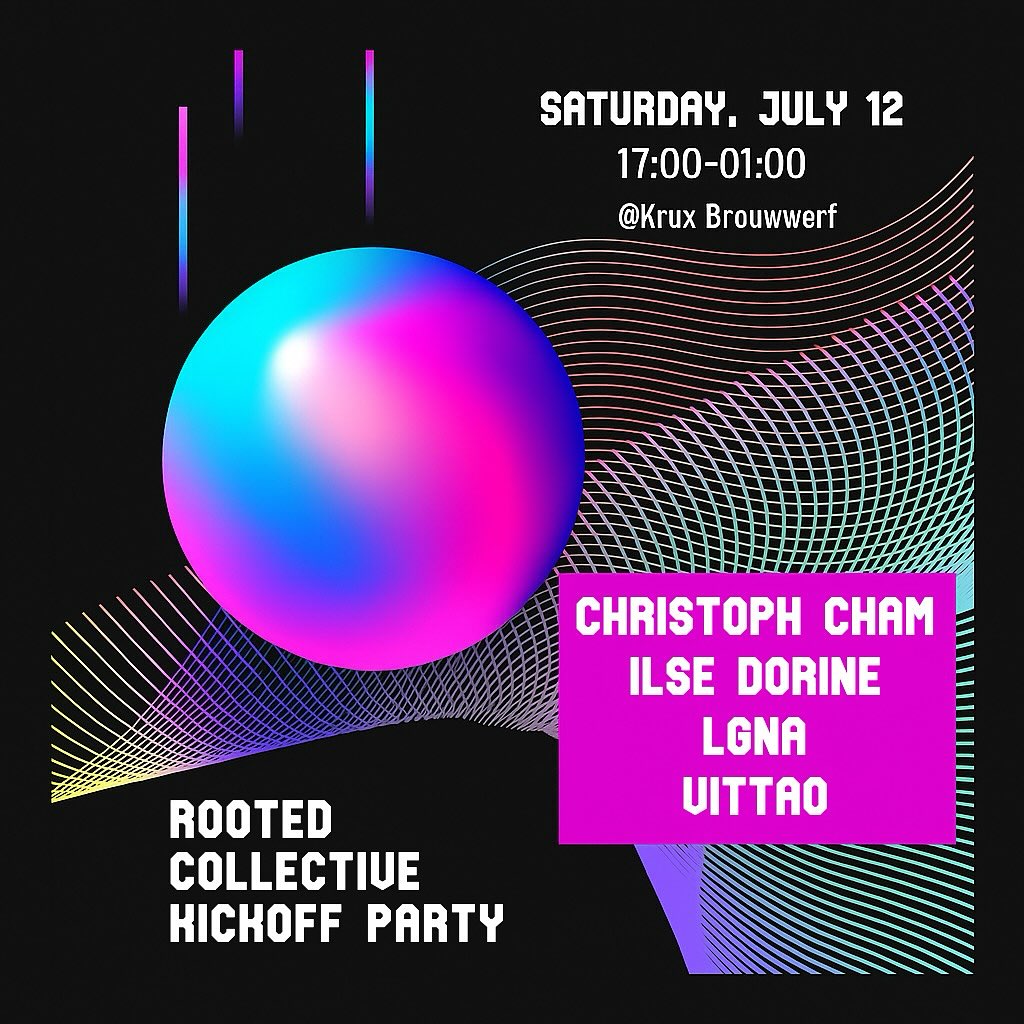 SATURDAY, JULY 12
17:00-01:00
@Krux Brouwwerf
CHRISTOPH CHAM
ILSE DORINE
LGNA
VITTAO
ROOTED
COLLECTIVE
KICKOFF PARTY